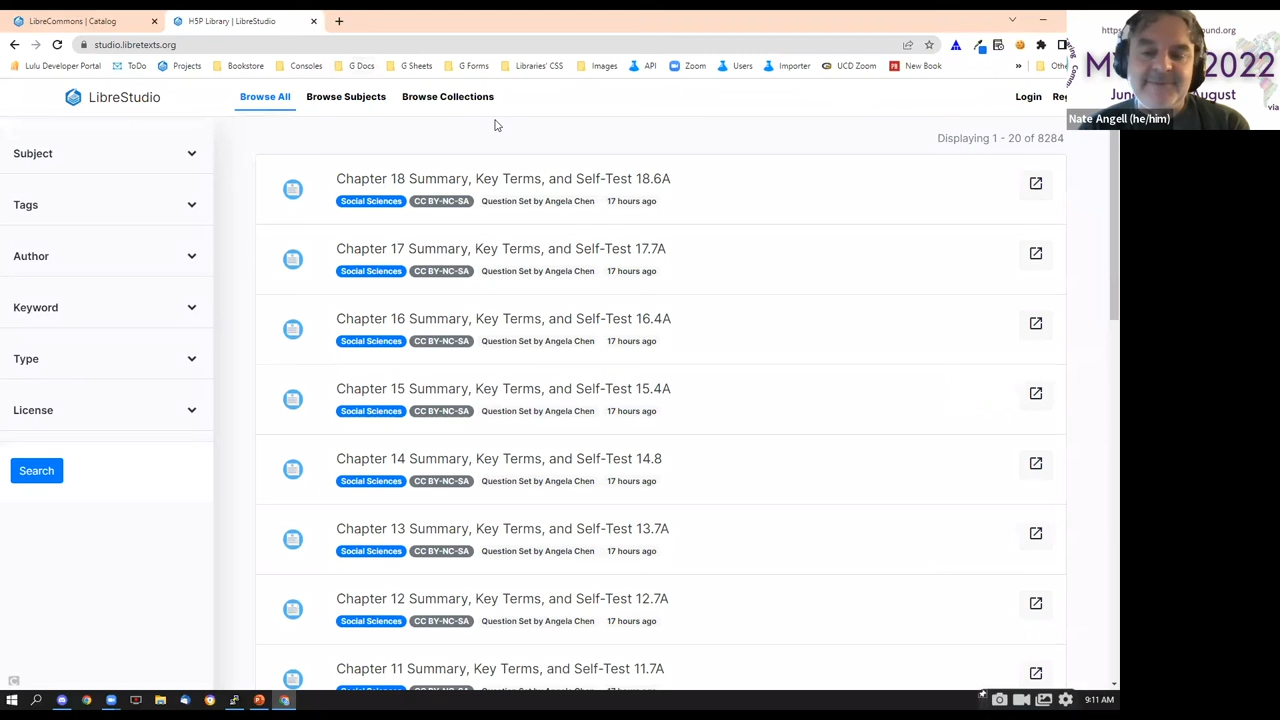 LibreCommons | Catalog
H5P Library | LibreStudio
studio.libretexts.org
Lulu Developer Portal ToDo Projects Bookstore Consoles G Docs G Sheets G Forms Libraries' CSS Images API Zoom Users Importer UCD Zoom New Book » Othe
LibreStudio Browse All Browse Subjects Browse Collections Login Reg
Displaying 1 - 20 of 8284
Subject
Tags
Author
Keyword
Type
License
Search
Chapter 18 Summary, Key Terms, and Self-Test 18.6A
Social Sciences CC BY-NC-SA Question Set by Angela Chen 17 hours ago
Chapter 17 Summary, Key Terms, and Self-Test 17.7A
Social Sciences CC BY-NC-SA Question Set by Angela Chen 17 hours ago
Chapter 16 Summary, Key Terms, and Self-Test 16.4A
Social Sciences CC BY-NC-SA Question Set by Angela Chen 17 hours ago
Chapter 15 Summary, Key Terms, and Self-Test 15.4A
Social Sciences CC BY-NC-SA Question Set by Angela Chen 17 hours ago
Chapter 14 Summary, Key Terms, and Self-Test 14.8
Social Sciences CC BY-NC-SA Question Set by Angela Chen 17 hours ago
Chapter 13 Summary, Key Terms, and Self-Test 13.7A
Social Sciences CC BY-NC-SA Question Set by Angela Chen 17 hours ago
Chapter 12 Summary, Key Terms, and Self-Test 12.7A
Social Sciences CC BY-NC-SA Question Set by Angela Chen 17 hours ago
Chapter 11 Summary, Key Terms, and Self-Test 11.7A
https ound.org
M 2022
Jun August
via
Nate Angell (he/him)
9:11 AM